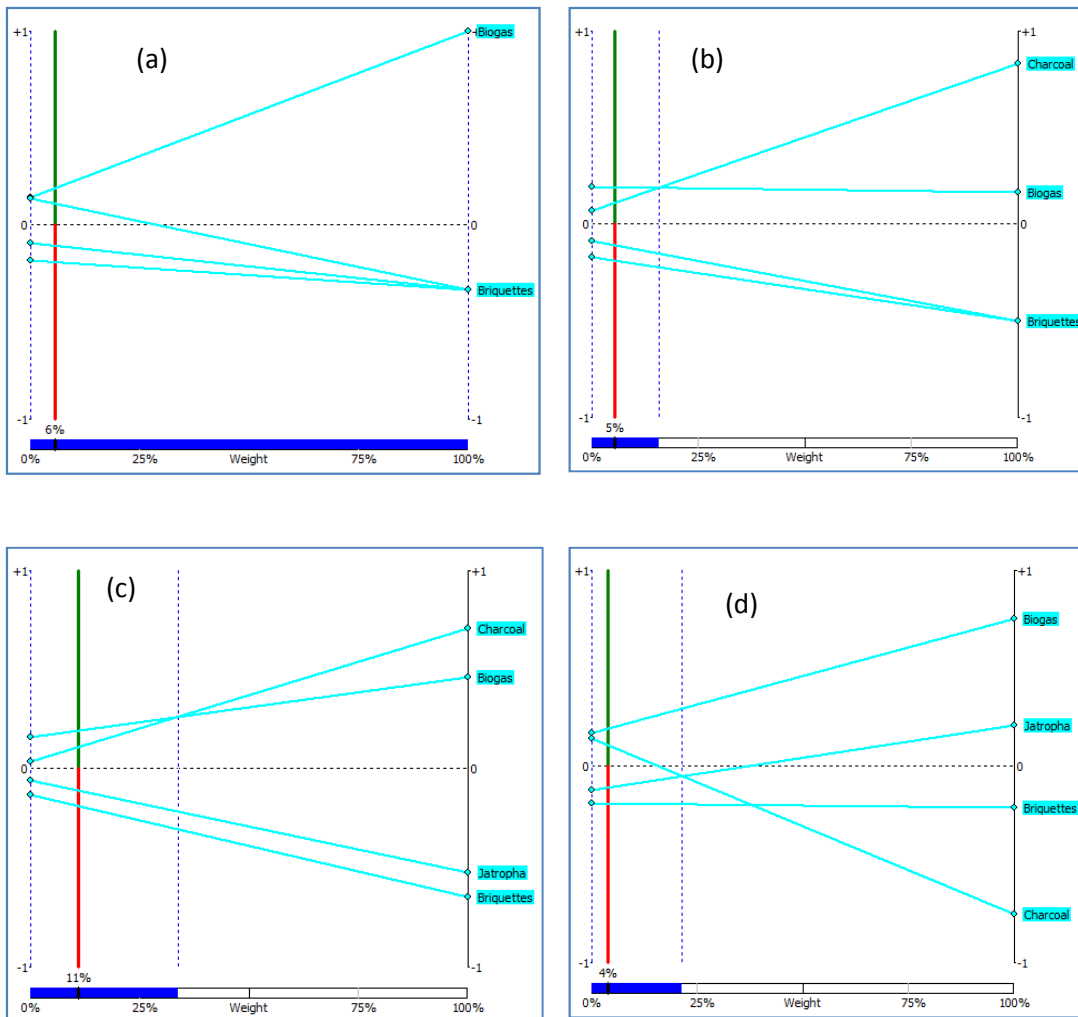 (a)
+1
+1
Biogas
0
0
Briquettes
-1
-1
6%
0%
25%
Weight
75%
100%
(b)
+1
+1
Charcoal
Biogas
0
0
Briquettes
-1
-1
5%
0%
25%
Weight
75%
100%
(c)
+1
+1
Charcoal
Biogas
0
0
Jatropha
Briquettes
-1
-1
11%
0%
25%
Weight
75%
100%
(d)
+1
+1
Biogas
Jatropha
0
0
Briquettes
Charcoal
-1
-1
4%
0%
25%
Weight
75%
100%